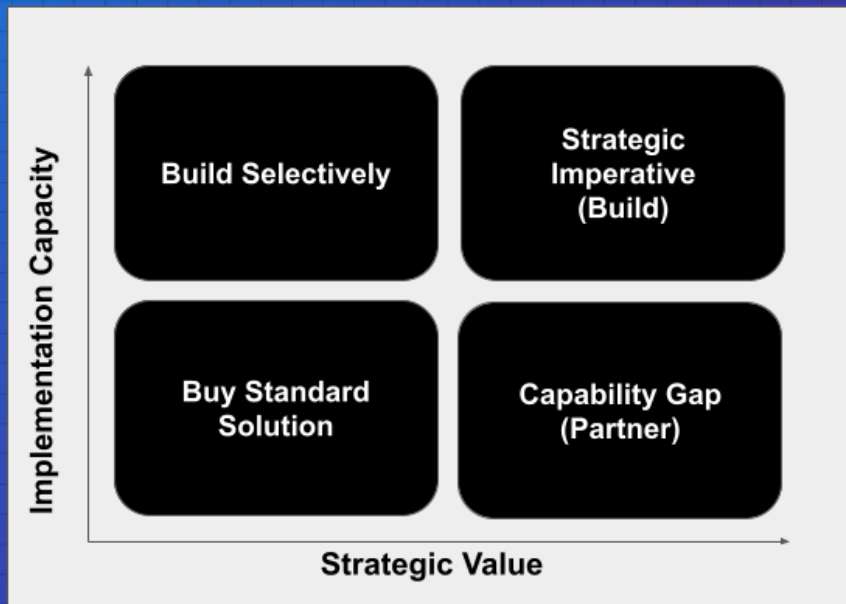 Implementation Capacity
Build Selectively
Strategic
Imperative
(Build)
Buy Standard
Solution
Capability Gap
(Partner)
Strategic Value